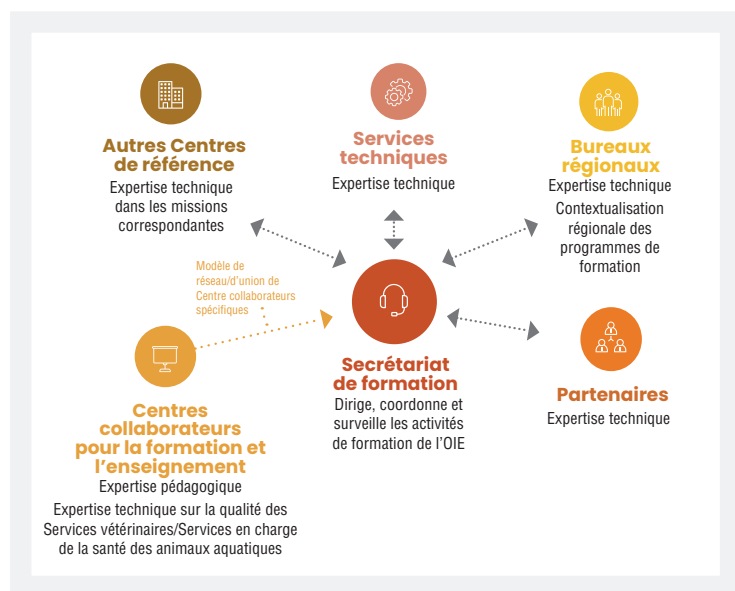 Autres Centres
de référence
Expertise technique
dans les missions
correspondantes
Services
techniques
Expertise technique
Bureaux
régionaux
Expertise technique
Contextualisation
régionale des
programmes de
formation
Modèle de
réseau/d'union de
Centre collaborateurs
spécifiques
Secrétariat
de formation
Dirige, coordonne et
surveille les activités
de formation de l'OIE
Partenaires
Expertise technique
Centres
collaborateurs
pour la formation et
l'enseignement
Expertise pédagogique
Expertise technique sur la qualité des
Services vétérinaires/Services en charge
de la santé des animaux aquatiques